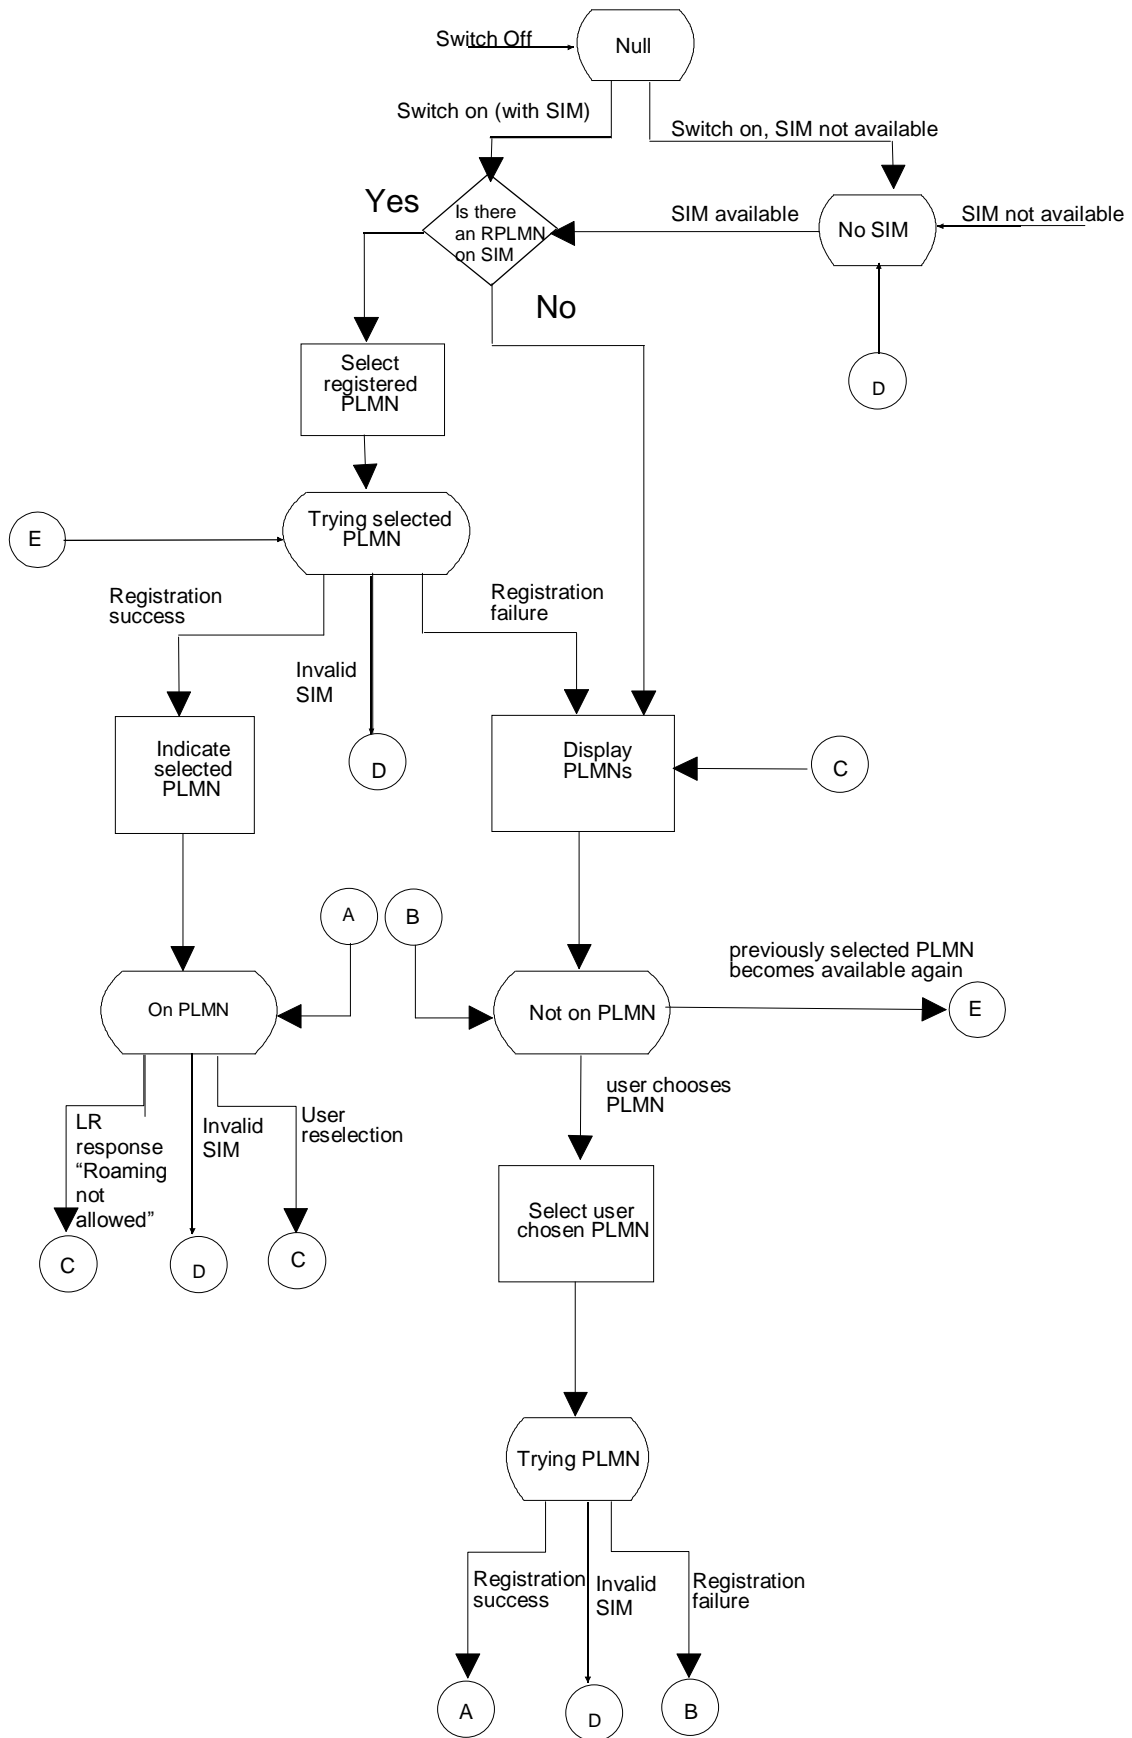 Switch Off
Null
Switch on (with SIM)
Switch on, SIM not available
Yes
Is there
an RPLMN
on SIM
SIM available
No SIM
SIM not available
No
Select
registered
PLMN
D
Trying selected
PLMN
E
Registration
success
Registration
failure
Invalid
SIM
Indicate
selected
PLMN
D
Display
PLMNs
C
A
B
previously selected PLMN
becomes available again
On PLMN
Not on PLMN
E
user chooses
PLMN
LR
response
“Roaming
not
allowed”
Invalid
SIM
User
reselection
Select user
chosen PLMN
C
D
C
Trying PLMN
Registration
success
Invalid
SIM
Registration
failure
A
D
B